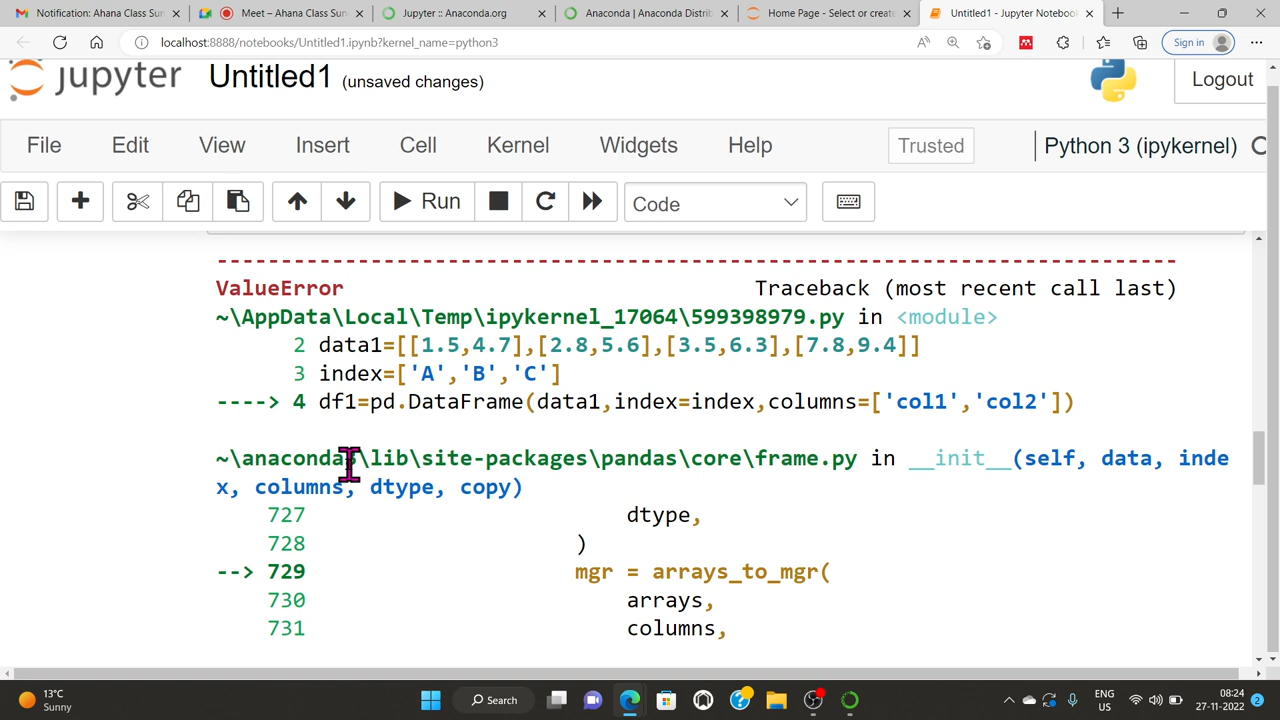 Notification: Ahana Class Sun
Meet – Ahana Class Sun
Jupyter :: Anaconda.org
Anaconda | Anaconda Distrib
Home Page - Select or create
Untitled1 - Jupyter Notebook
localhost:8888/notebooks/Untitled1.ipynb?kernel_name=python3
Sign in
jupyter Untitled1 (unsaved changes)
Logout
File Edit View Insert Cell Kernel Widgets Help
Trusted
Python 3 (ipykernel)
Run
Code
---------------------------------------------------------------------------
ValueError Traceback (most recent call last)
~\AppData\Local\Temp\ipykernel_17064\599398979.py in <module>
2 data1=[[1.5,4.7],[2.8,5.6],[3.5,6.3],[7.8,9.4]]
3 index=['A','B','C']
----> 4 df1=pd.DataFrame(data1,index=index,columns=['col1','col2'])
~\anaconda3\lib\site-packages\pandas\core\frame.py in __init__(self, data, inde
x, columns, dtype, copy)
727 dtype,
728 )
--> 729 mgr = arrays_to_mgr(
730 arrays,
731 columns,
13°C
Sunny
Search
ENG
US
08:24
27-11-2022
2